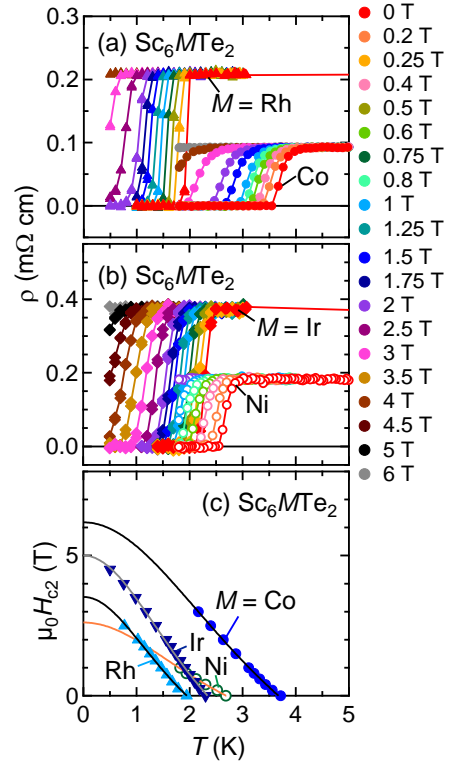 (a) Sc6MTe2
M = Rh
Co
0.3
0.2
0.1
0.0
ρ (mΩ cm)
(b) Sc6MTe2
M = Ir
Ni
0.4
0.2
0.0
(c) Sc6MTe2
M = Co
Ir
Rh
Ni
5
0
μ0Hc2 (T)
0 1 2 3 4 5
T (K)
0 T
0.2 T
0.25 T
0.4 T
0.5 T
0.6 T
0.75 T
0.8 T
1 T
1.25 T
1.5 T
1.75 T
2 T
2.5 T
3 T
3.5 T
4 T
4.5 T
5 T
6 T